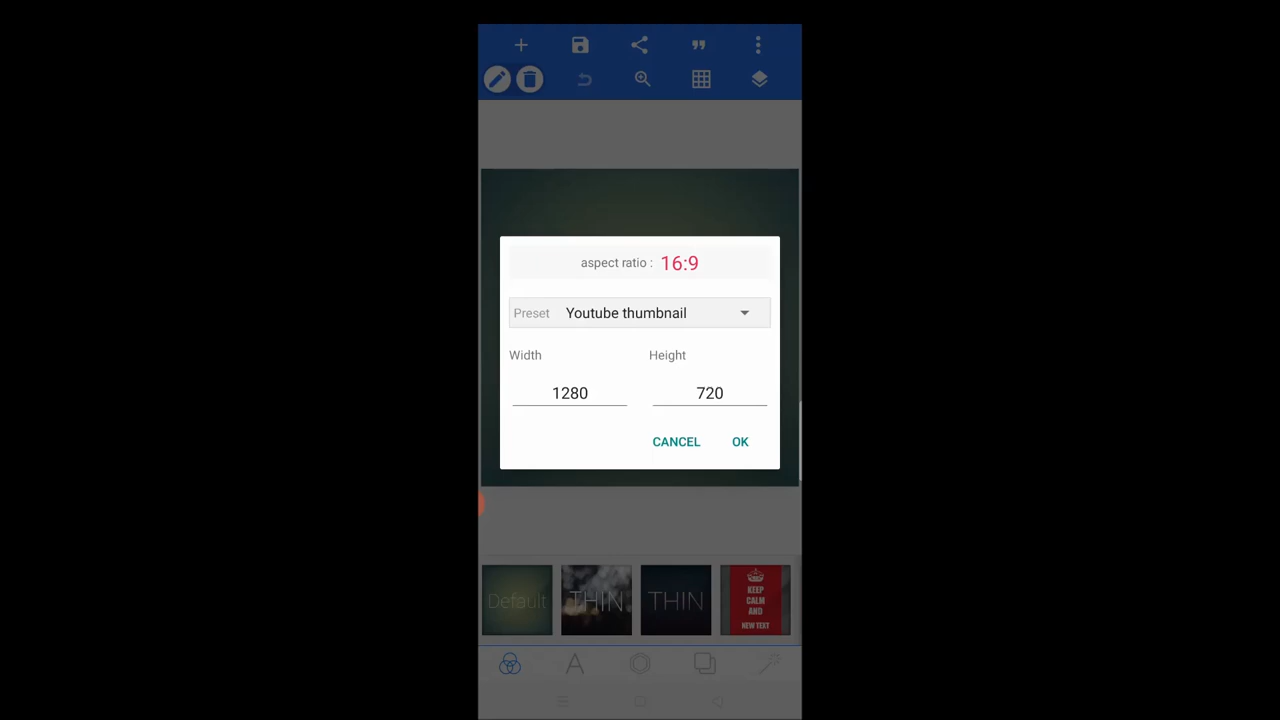 aspect ratio : 16:9
Preset Youtube thumbnail
Width Height
1280 720
CANCEL OK
Default THIN THIN KEEP
CALM
AND
NEW TEXT
A